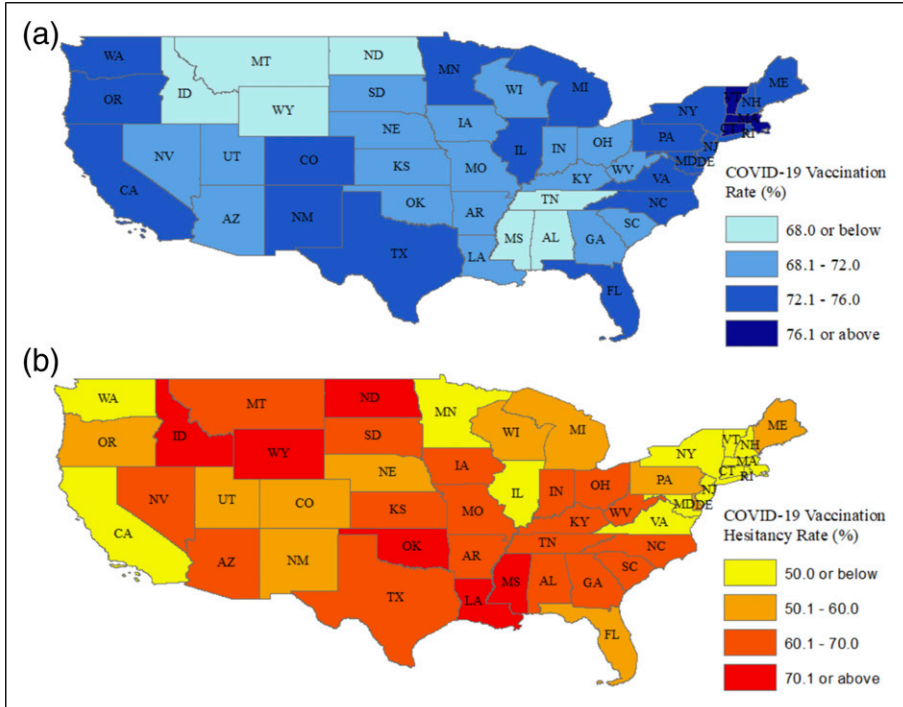 (a)
WA
MT
ND
MN
ME
OR
ID
WY
SD
WI
MI
NY
NH
NV
UT
CO
NE
IA
IL
IN
OH
PA
NJ
RI
CA
AZ
NM
KS
MO
KY
WV
VA
MD
DE
OK
AR
TN
NC
TX
LA
MS
AL
GA
SC
FL
COVID-19 Vaccination
Rate (%)
68.0 or below
68.1 - 72.0
72.1 - 76.0
76.1 or above
(b)
WA
MT
ND
MN
ME
OR
ID
WY
SD
WI
MI
NY
VT
NH
MA
CT
RI
NV
UT
CO
NE
IA
IL
IN
OH
PA
NJ
CA
AZ
NM
KS
MO
KY
WV
VA
MD
DE
OK
AR
TN
NC
TX
LA
MS
AL
GA
SC
FL
COVID-19 Vaccination
Hesitancy Rate (%)
50.0 or below
50.1 - 60.0
60.1 - 70.0
70.1 or above